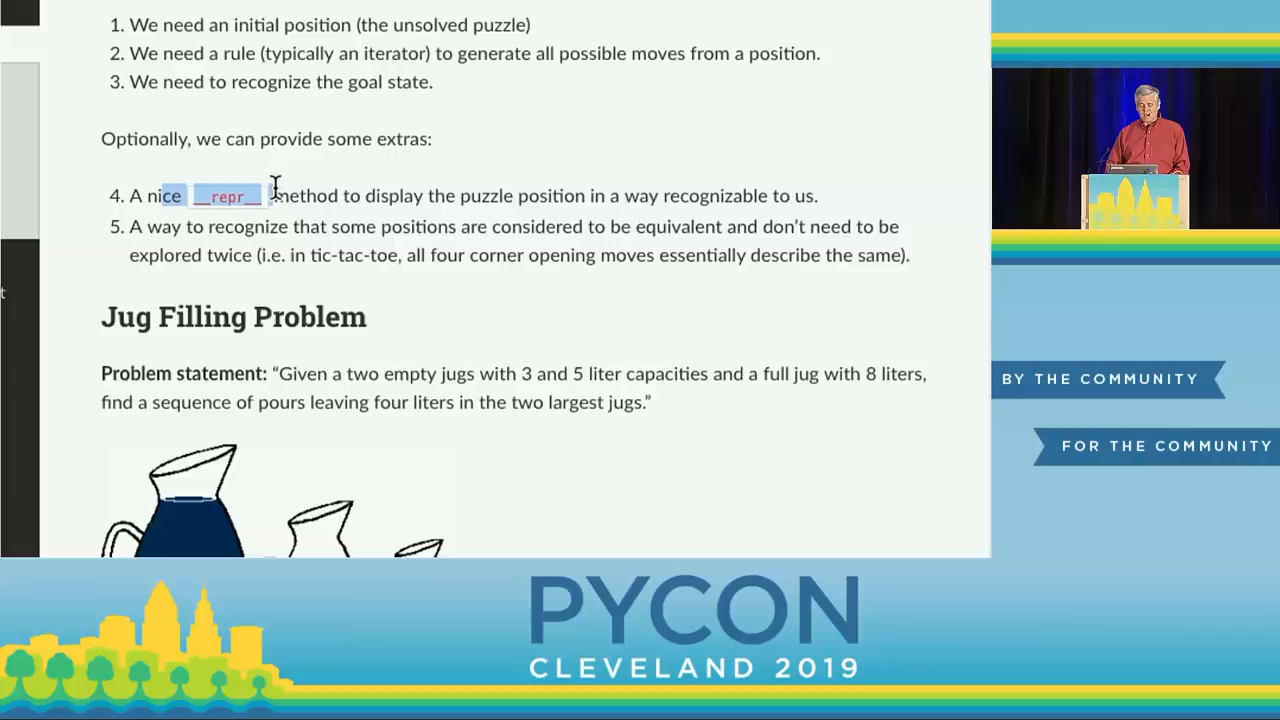 1. We need an initial position (the unsolved puzzle)
2. We need a rule (typically an iterator) to generate all possible moves from a position.
3. We need to recognize the goal state.
Optionally, we can provide some extras:
4. A nice __repr__ method to display the puzzle position in a way recognizable to us.
5. A way to recognize that some positions are considered to be equivalent and don't need to be
explored twice (i.e. in tic-tac-toe, all four corner opening moves essentially describe the same).
Jug Filling Problem
Problem statement: “Given a two empty jugs with 3 and 5 liter capacities and a full jug with 8 liters,
find a sequence of pours leaving four liters in the two largest jugs.”
t
BY THE COMMUNITY
FOR THE COMMUNITY
PYCON
CLEVELAND 2019